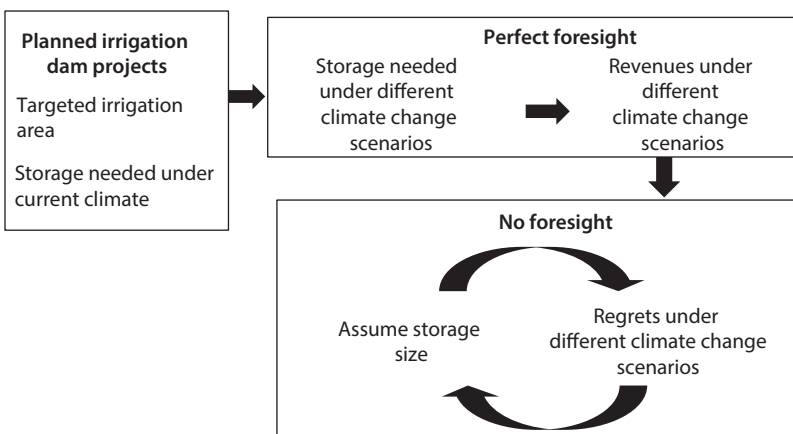 Planned irrigation
dam projects
Targeted irrigation
area
Storage needed under
current climate
Perfect foresight
Storage needed
under different
climate change
scenarios
Revenues under
different
climate change
scenarios
No foresight
Assume storage
size
Regrets under
different climate change
scenarios